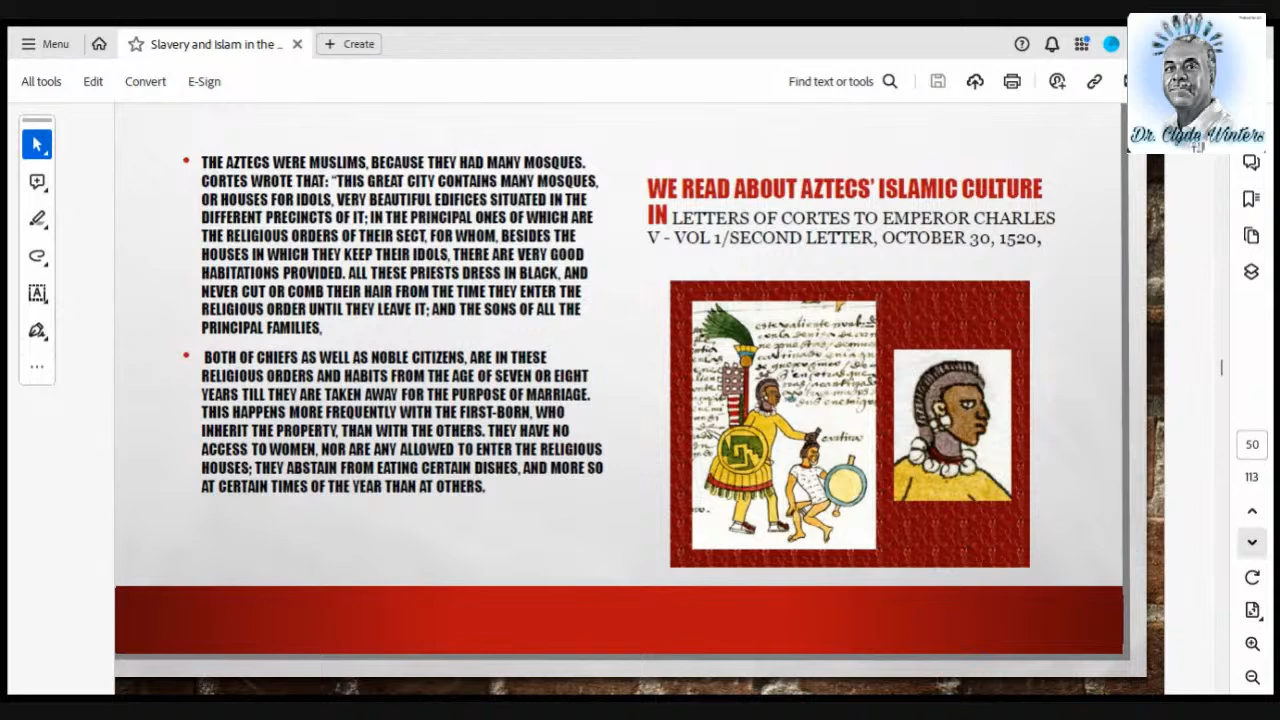 Menu
Slavery and Islam in the ...
Create
All tools
Edit
Convert
E-Sign
Find text or tools
Dr. Clyde Winters
THE AZTECS WERE MUSLIMS, BECAUSE THEY HAD MANY MOSQUES.
CORTES WROTE THAT: "THIS GREAT CITY CONTAINS MANY MOSQUES,
OR HOUSES FOR IDOLS, VERY BEAUTIFUL EDIFICES SITUATED IN THE
DIFFERENT PRECINCTS OF IT; IN THE PRINCIPAL ONES OF WHICH ARE
THE RELIGIOUS ORDERS OF THEIR SECT, FOR WHOM, BESIDES THE
HOUSES IN WHICH THEY KEEP THEIR IDOLS, THERE ARE VERY GOOD
HABITATIONS PROVIDED. ALL THESE PRIESTS DRESS IN BLACK, AND
NEVER CUT OR COMB THEIR HAIR FROM THE TIME THEY ENTER THE
RELIGIOUS ORDER UNTIL THEY LEAVE IT; AND THE SONS OF ALL THE
PRINCIPAL FAMILIES,
BOTH OF CHIEFS AS WELL AS NOBLE CITIZENS, ARE IN THESE
RELIGIOUS ORDERS AND HABITS FROM THE AGE OF SEVEN OR EIGHT
YEARS TILL THEY ARE TAKEN AWAY FOR THE PURPOSE OF MARRIAGE.
THIS HAPPENS MORE FREQUENTLY WITH THE FIRST-BORN, WHO
INHERIT THE PROPERTY, THAN WITH THE OTHERS. THEY HAVE NO
ACCESS TO WOMEN, NOR ARE ANY ALLOWED TO ENTER THE RELIGIOUS
HOUSES; THEY ABSTAIN FROM EATING CERTAIN DISHES, AND MORE SO
AT CERTAIN TIMES OF THE YEAR THAN AT OTHERS.
WE READ ABOUT AZTECS' ISLAMIC CULTURE
IN LETTERS OF CORTES TO EMPEROR CHARLES
V - VOL 1/SECOND LETTER, OCTOBER 30, 1520,
50
113